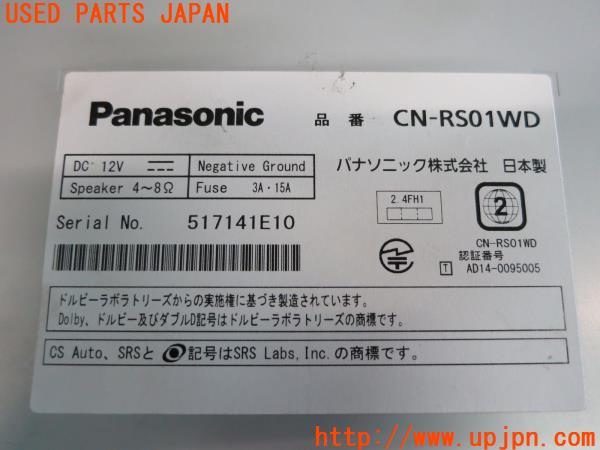 USED PARTS JAPAN
Panasonic 品番 CN-RS01WD
DC 12V Negative Ground
Speaker 4~8Ω Fuse 3A・15A
パナソニック株式会社 日本製
Serial No. 517141E10
2.4FH1
2
CN-RS01WD
認証番号
T AD14-0095005
ドルビーラボラトリーズからの実施権に基づき製造されています。
Dolby、ドルビー及びダブルD記号はドルビーラボラトリーズの商標です。
CS Auto、SRSと 記号はSRS Labs,Inc.の商標です。
http://www.upjpn.com/